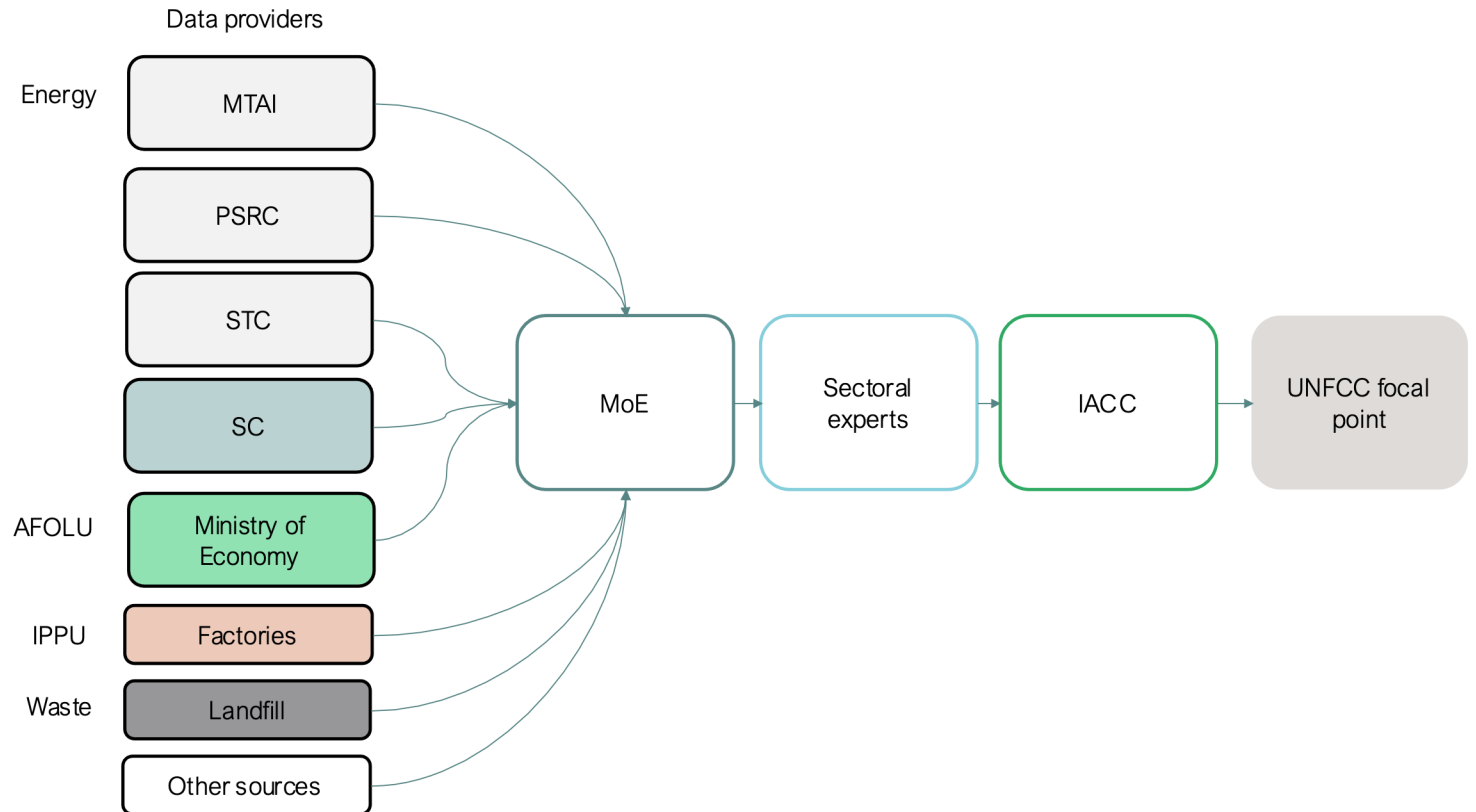 Data providers
Energy
MTAI
PSRC
STC
SC
AFOLU
Ministry of
Economy
IPPU
Factories
Waste
Landfill
Other sources
MoE
Sectoral
experts
IACC
UNFCC focal
point